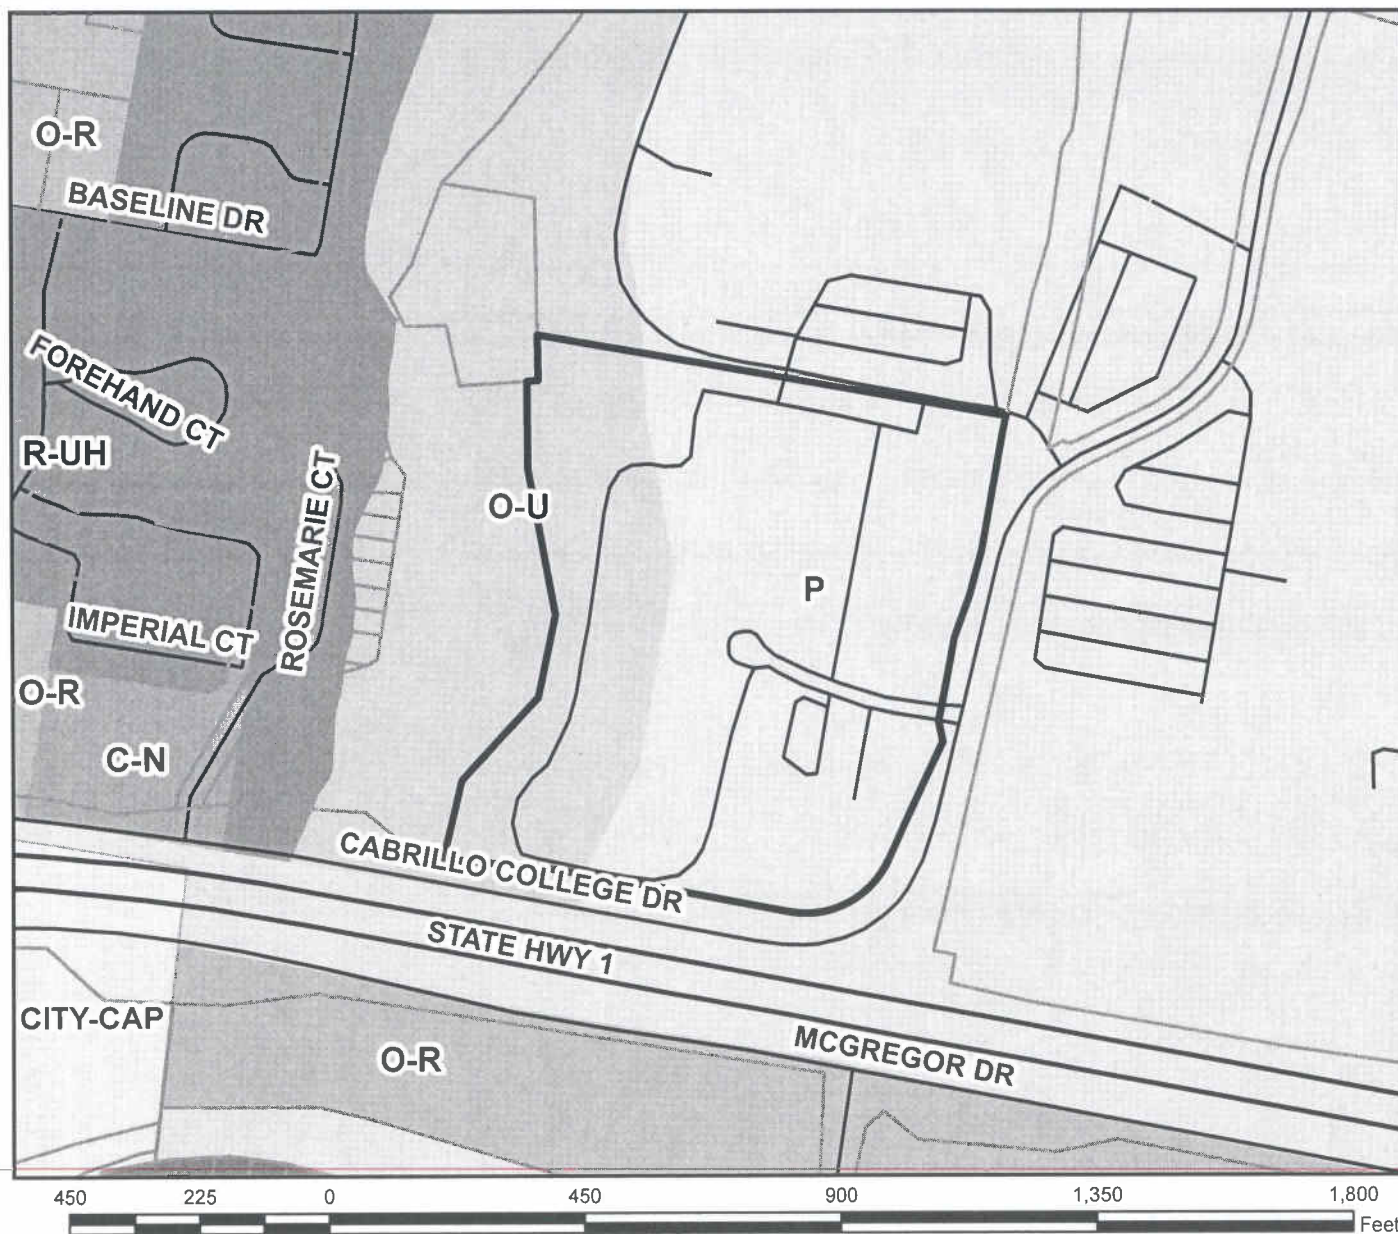 O-R
BASELINE DR
FOREHAND CT
R-UH
ROSEMARIE CT
O-U
P
IMPERIAL CT
O-R
C-N
CABRILLO COLLEGE DR
STATE HWY 1
CITY-CAP
O-R
MCGREGOR DR
450 225 0 450 900 1,350 1,800
Feet